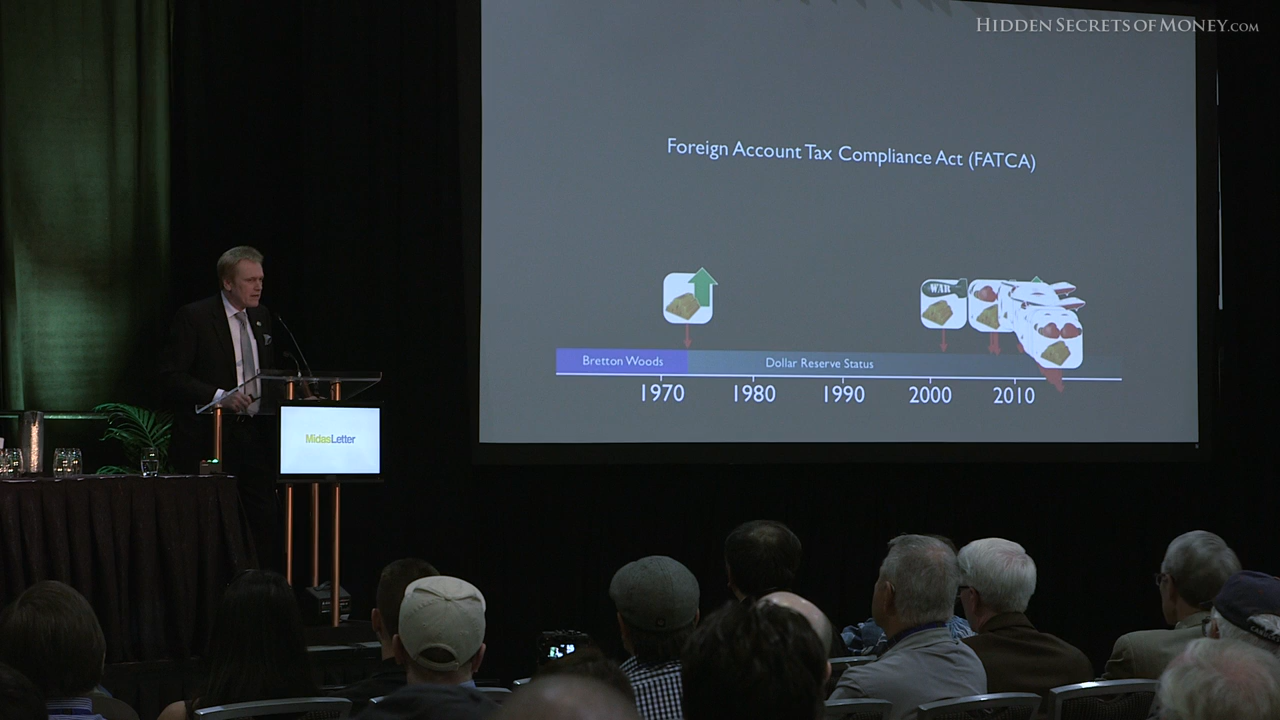 HIDDEN SECRETS OF MONEY.COM
Foreign Account Tax Compliance Act (FATCA)
WAR
Bretton Woods
Dollar Reserve Status
1970 1980 1990 2000 2010
MidasLetter